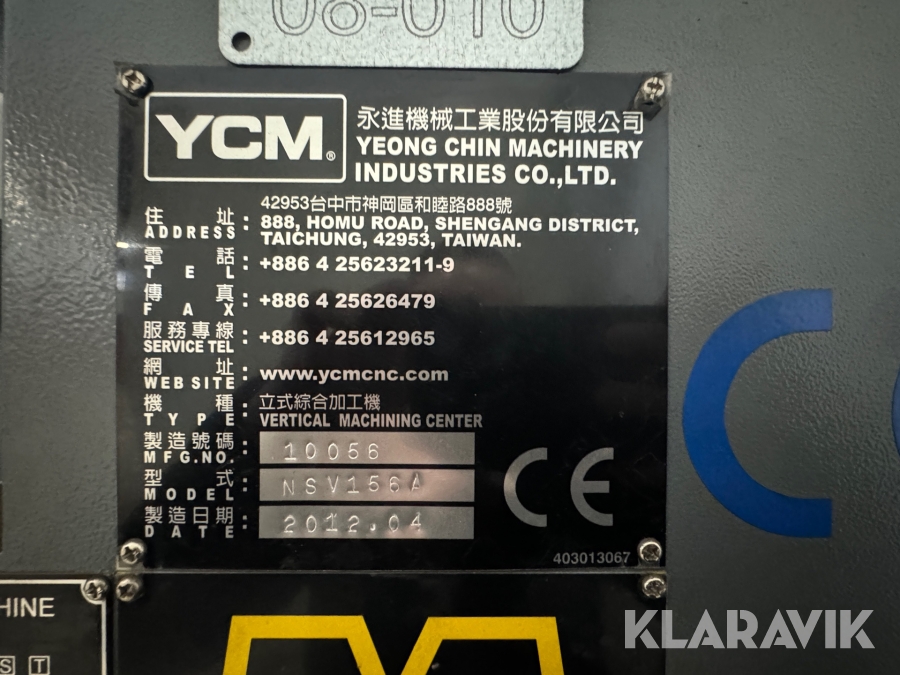 08-010
YCM®
永進機械工業股份有限公司
YEONG CHIN MACHINERY
INDUSTRIES CO.,LTD.
42953台中市神岡區和睦路888號
住址 ADDRESS : 888, HOMU ROAD, SHENGANG DISTRICT,
TAICHUNG, 42953, TAIWAN.
電話 TEL : +886 4 25623211-9
傳真 FAX : +886 4 25626479
服務專線 SERVICE TEL : +886 4 25612965
網址 WEB SITE : www.ycmcnc.com
機種 TYPE : 立式綜合加工機
VERTICAL MACHINING CENTER
製造號碼 MFG.NO. : 10056
型式 MODEL : NSV156A
製造日期 DATE : 2012.04
CE
403013067
C
HINE
S T
KLARAVIK